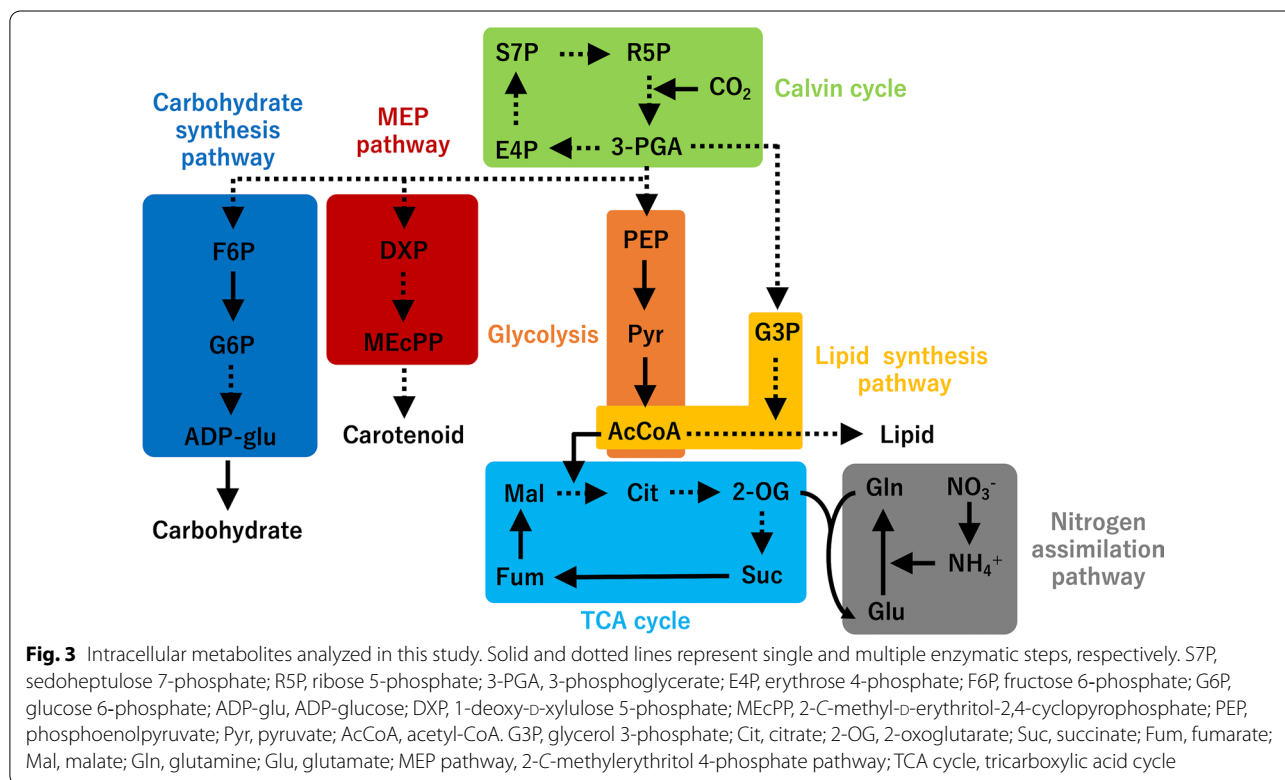 S7P
R5P
CO₂
Calvin cycle
E4P
3-PGA
Carbohydrate
synthesis
pathway
MEP
pathway
F6P
G6P
ADP-glu
Carbohydrate
DXP
MEcPP
Carotenoid
Glycolysis
PEP
Pyr
AcCoA
G3P
Lipid synthesis
pathway
Lipid
Mal
Cit
2-OG
Fum
Suc
TCA cycle
Gln
NO₃⁻
NH₄⁺
Glu
Nitrogen
assimilation
pathway
Fig. 3 Intracellular metabolites analyzed in this study. Solid and dotted lines represent single and multiple enzymatic steps, respectively. S7P,
sedoheptulose 7-phosphate; R5P, ribose 5-phosphate; 3-PGA, 3-phosphoglycerate; E4P, erythrose 4-phosphate; F6P, fructose 6-phosphate; G6P,
glucose 6-phosphate; ADP-glu, ADP-glucose; DXP, 1-deoxy-D-xylulose 5-phosphate; MEcPP, 2-C-methyl-D-erythritol-2,4-cyclopyrophosphate; PEP,
phosphoenolpyruvate; Pyr, pyruvate; AcCoA, acetyl-CoA. G3P, glycerol 3-phosphate; Cit, citrate; 2-OG, 2-oxoglutarate; Suc, succinate; Fum, fumarate;
Mal, malate; Gln, glutamine; Glu, glutamate; MEP pathway, 2-C-methylerythritol 4-phosphate pathway; TCA cycle, tricarboxylic acid cycle